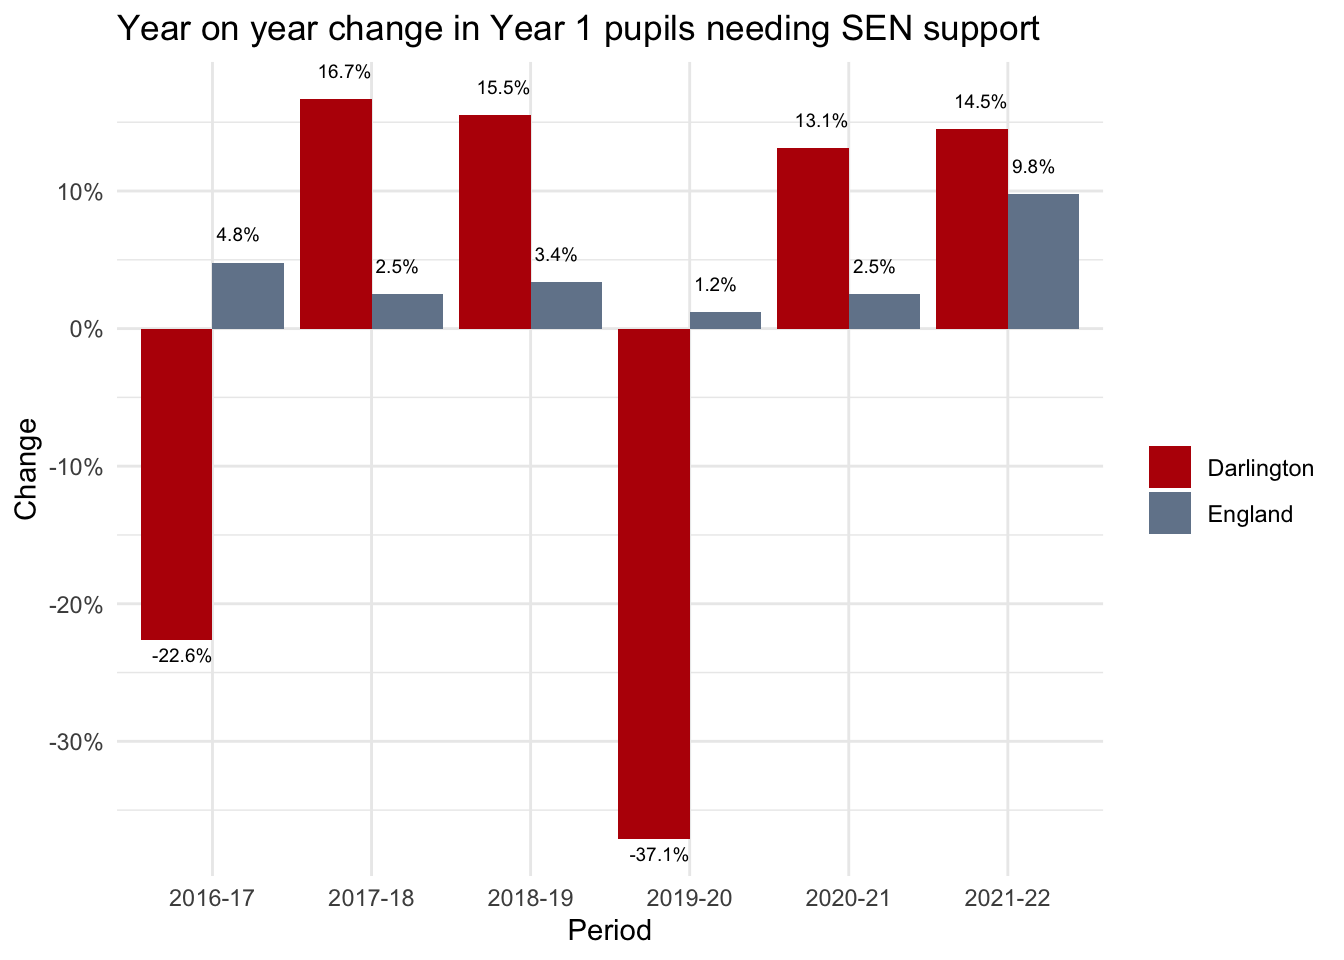 Year on year change in Year 1 pupils needing SEN support
16.7%
15.5%
14.5%
13.1%
9.8%
10%
4.8%
3.4%
2.5%
2.5%
1.2%
0%
Change
-10%
Darlington
England
-20%
-22.6%
-30%
-37.1%
2016-17 2017-18 2018-19 2019-20 2020-21 2021-22
Period